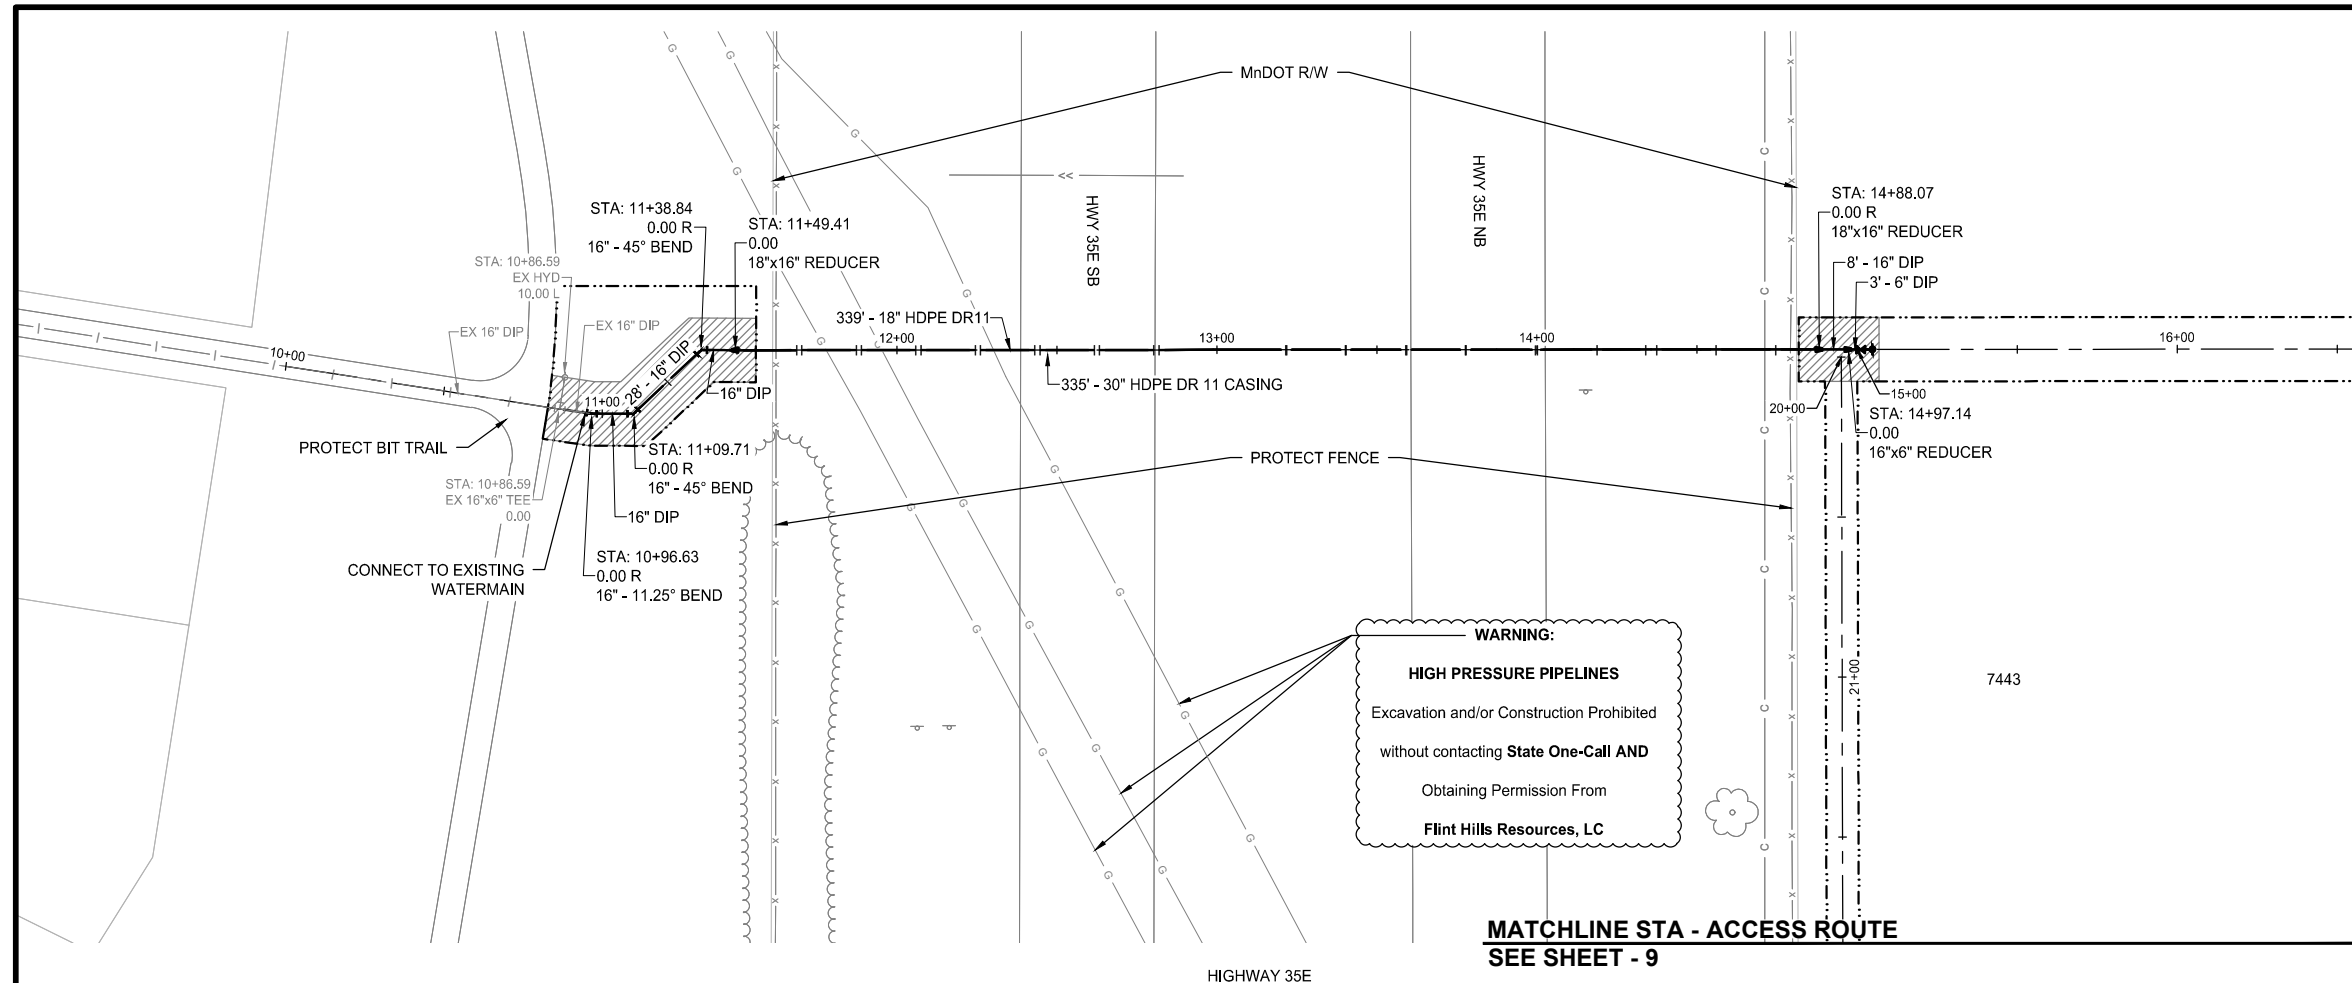 MnDOT R/W
HWY 35E SB
HWY 35E NB
<<
STA: 11+38.84
0.00 R
16" - 45° BEND
STA: 11+49.41
0.00
18"x16" REDUCER
STA: 10+86.59
EX HYD
10.00 L
EX 16" DIP
EX 16" DIP
10+00
11+00
28' - 16" DIP
16" DIP
339' - 18" HDPE DR11
12+00
13+00
14+00
335' - 30" HDPE DR 11 CASING
STA: 14+88.07
0.00 R
18"x16" REDUCER
8' - 16" DIP
3' - 6" DIP
16+00
15+00
20+00
STA: 14+97.14
0.00
16"x6" REDUCER
21+00
7443
PROTECT BIT TRAIL
STA: 10+86.59
EX 16"x6" TEE
0.00
STA: 11+09.71
0.00 R
16" - 45° BEND
16" DIP
STA: 10+96.63
0.00 R
16" - 11.25° BEND
CONNECT TO EXISTING
WATERMAIN
PROTECT FENCE
G G G G G G G G G G G G G G G G G G G G
C C C C C C
x x x x x x x x x x x x x x
WARNING:
HIGH PRESSURE PIPELINES
Excavation and/or Construction Prohibited
without contacting State One-Call AND
Obtaining Permission From
Flint Hills Resources, LC
MATCHLINE STA - ACCESS ROUTE
SEE SHEET - 9
HIGHWAY 35E